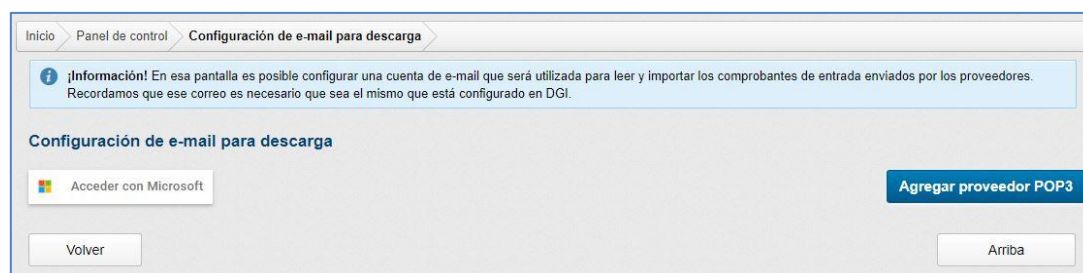 Inicio Panel de control Configuración de e-mail para descarga
¡Información! En esa pantalla es posible configurar una cuenta de e-mail que será utilizada para leer y importar los comprobantes de entrada enviados por los proveedores.
Recordamos que ese correo es necesario que sea el mismo que está configurado en DGI.
Configuración de e-mail para descarga
Acceder con Microsoft
Agregar proveedor POP3
Volver
Arriba